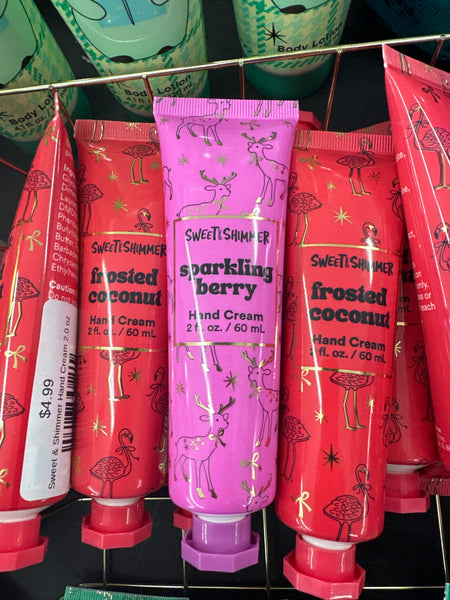 Body Lotion
Body Lotion
Body Lotion
SWEET & SHIMMER
frosted
coconut
Hand Cream
2 fl. oz. / 60 mL
SWEET & SHIMMER
sparkling
berry
Hand Cream
2 fl. oz. / 60 mL
SWEET & SHIMMER
frosted
coconut
Hand Cream
2 fl. oz. / 60 mL
$4.99
Sweet & Shimmer Hand Cream 2.0 oz